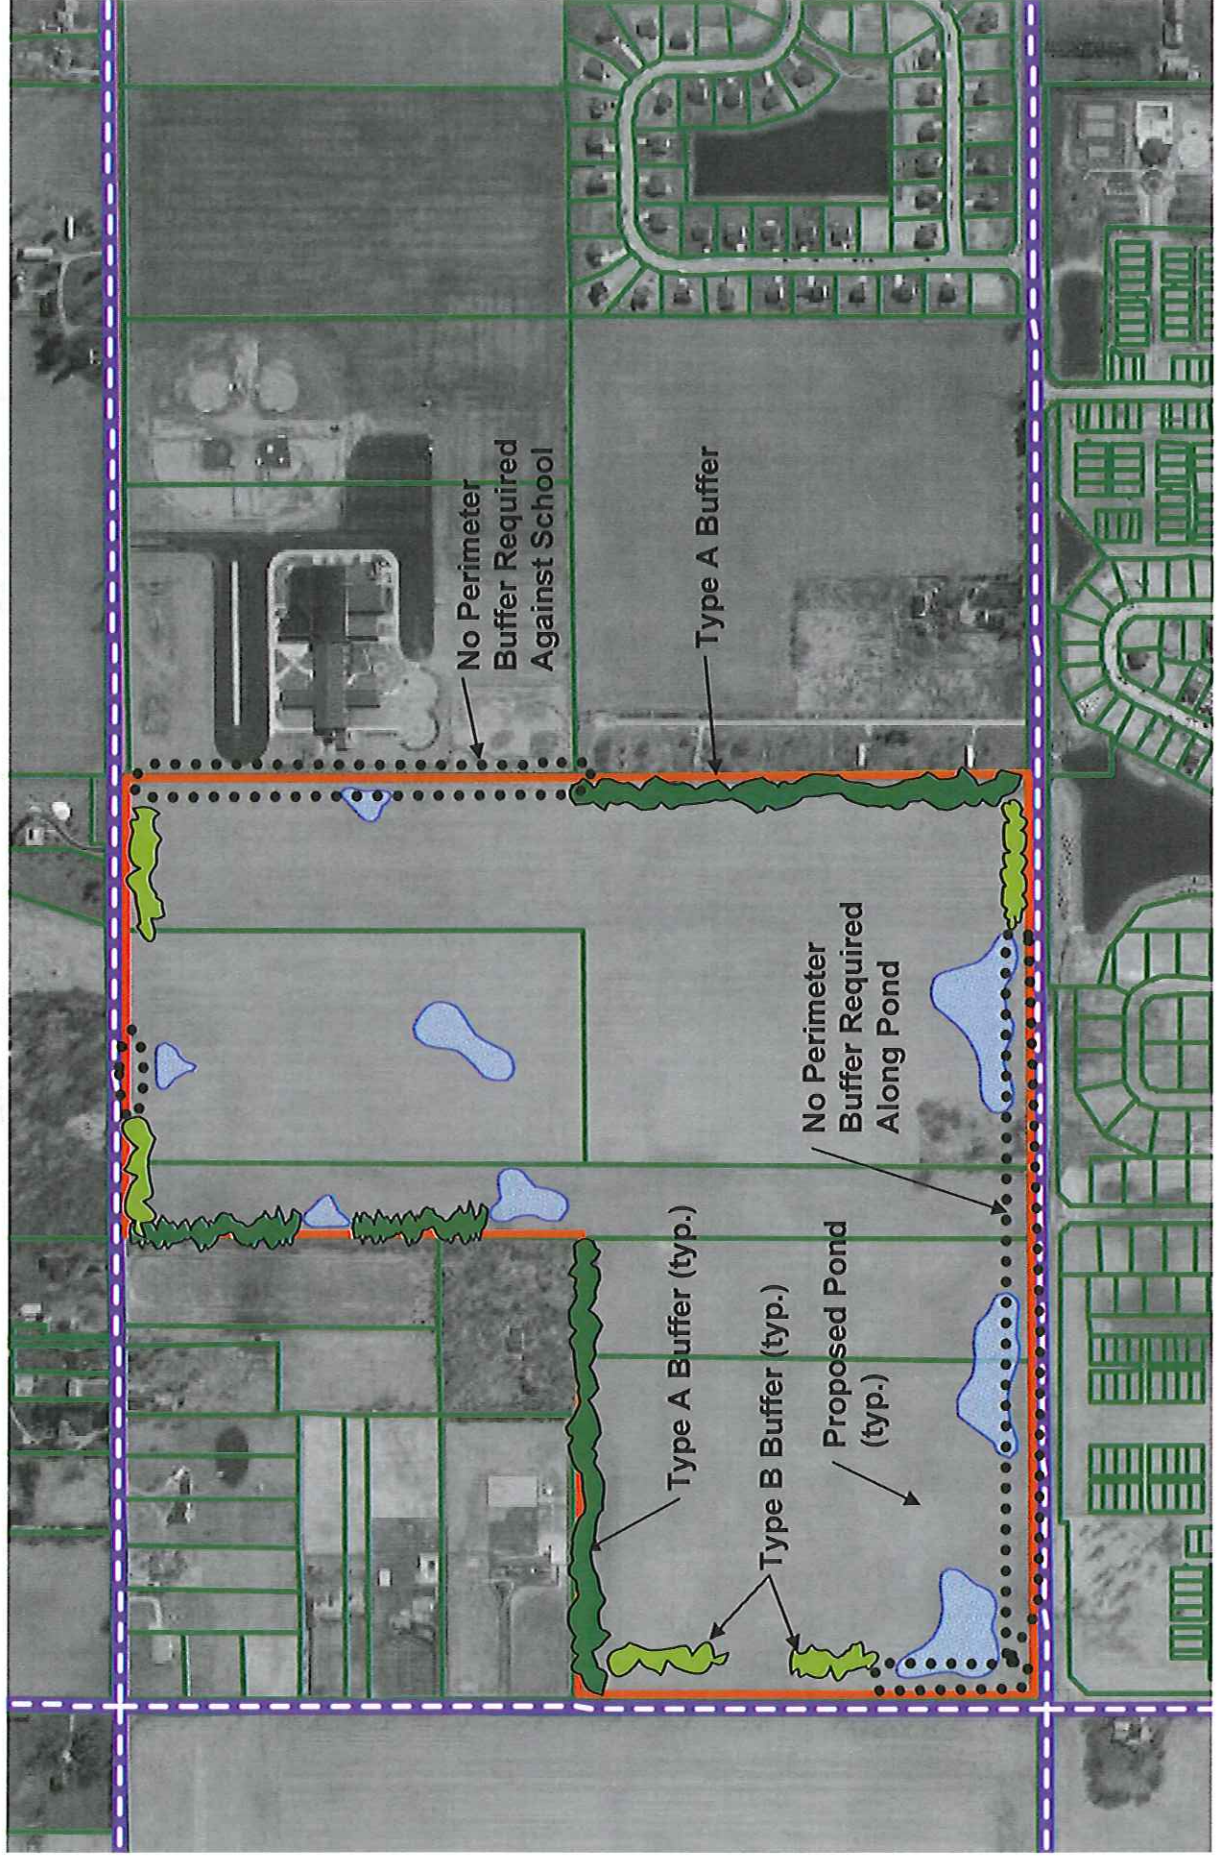 No Perimeter
Buffer Required
Against School
Type A Buffer
No Perimeter
Buffer Required
Along Pond
Type A Buffer (typ.)
Type B Buffer (typ.)
Proposed Pond
(typ.)